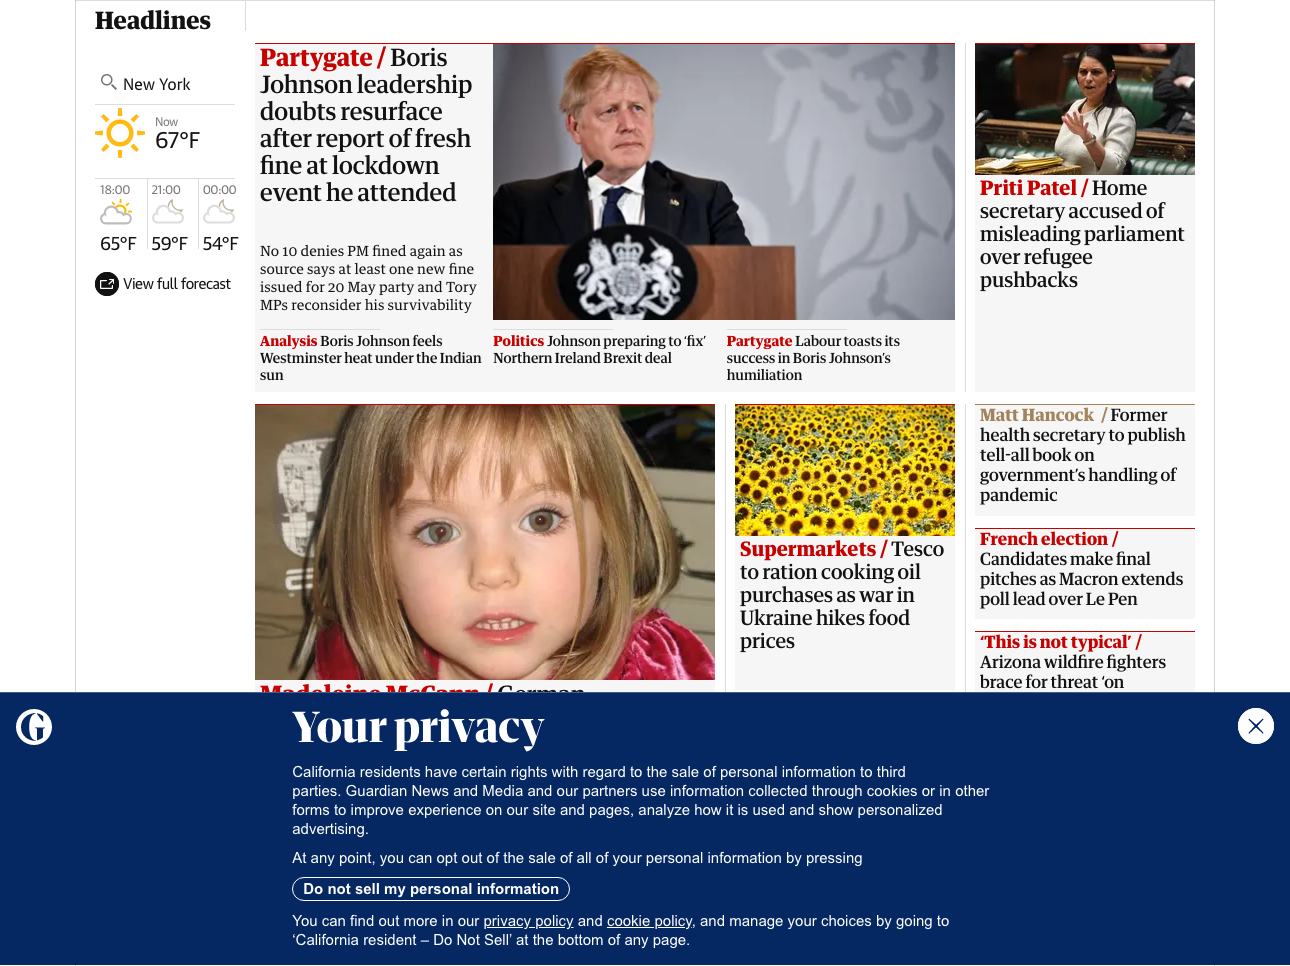 Headlines
New York
Now
67°F
18:00
21:00
00:00
65°F
59°F
54°F
View full forecast
Partygate / Boris
Johnson leadership
doubts resurface
after report of fresh
fine at lockdown
event he attended
No 10 denies PM fined again as
source says at least one new fine
issued for 20 May party and Tory
MPs reconsider his survivability
Analysis Boris Johnson feels
Westminster heat under the Indian
sun
Politics Johnson preparing to ‘fix’
Northern Ireland Brexit deal
Partygate Labour toasts its
success in Boris Johnson’s
humiliation
Priti Patel / Home
secretary accused of
misleading parliament
over refugee
pushbacks
Madeleine McCann / German
Supermarkets / Tesco
to ration cooking oil
purchases as war in
Ukraine hikes food
prices
Matt Hancock / Former
health secretary to publish
tell-all book on
government’s handling of
pandemic
French election /
Candidates make final
pitches as Macron extends
poll lead over Le Pen
‘This is not typical’ /
Arizona wildfire fighters
brace for threat ‘on
G
Your privacy
California residents have certain rights with regard to the sale of personal information to third
parties. Guardian News and Media and our partners use information collected through cookies or in other
forms to improve experience on our site and pages, analyze how it is used and show personalized
advertising.
At any point, you can opt out of the sale of all of your personal information by pressing
Do not sell my personal information
You can find out more in our privacy policy and cookie policy, and manage your choices by going to
‘California resident – Do Not Sell’ at the bottom of any page.